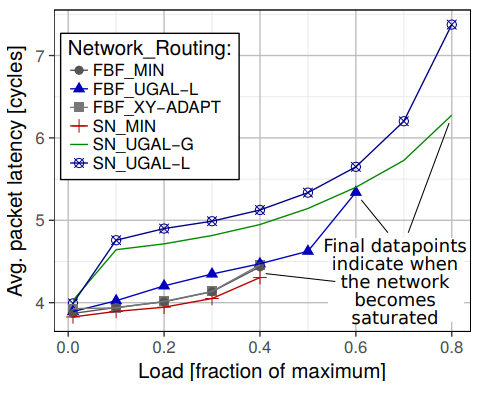 Avg. packet latency [cycles]
7
6
5
4
Network_Routing:
FBF_MIN
FBF_UGAL-L
FBF_XY-ADAPT
SN_MIN
SN_UGAL-G
SN_UGAL-L
Final datapoints
indicate when
the network
becomes
saturated
0.0 0.2 0.4 0.6 0.8
Load [fraction of maximum]